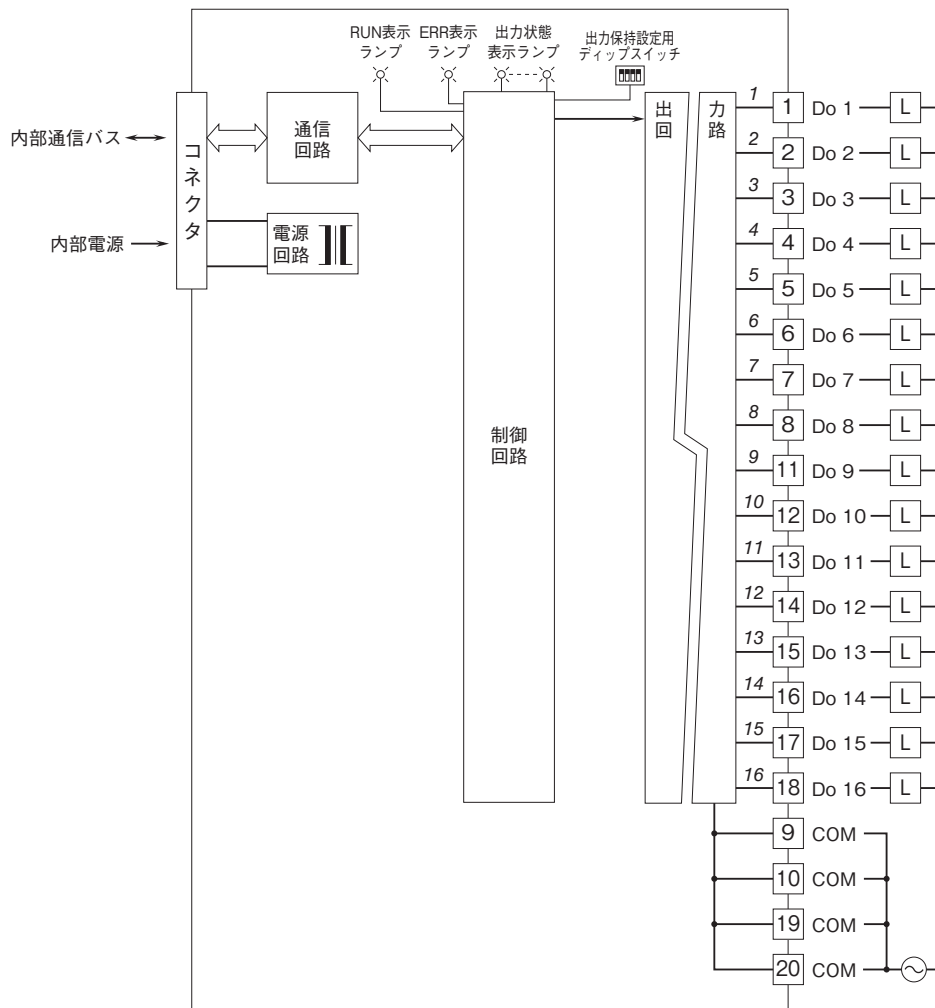 RUN表示
ランプ
ERR表示
ランプ
出力状態
表示ランプ
出力保持設定用
ディップスイッチ
内部通信バス
コネクタ
通信
回路
内部電源
電源
回路
制御
回路
出力
回路
1 1 Do 1 L
2 2 Do 2 L
3 3 Do 3 L
4 4 Do 4 L
5 5 Do 5 L
6 6 Do 6 L
7 7 Do 7 L
8 8 Do 8 L
9 11 Do 9 L
10 12 Do 10 L
11 13 Do 11 L
12 14 Do 12 L
13 15 Do 13 L
14 16 Do 14 L
15 17 Do 15 L
16 18 Do 16 L
9 COM
10 COM
19 COM
20 COM